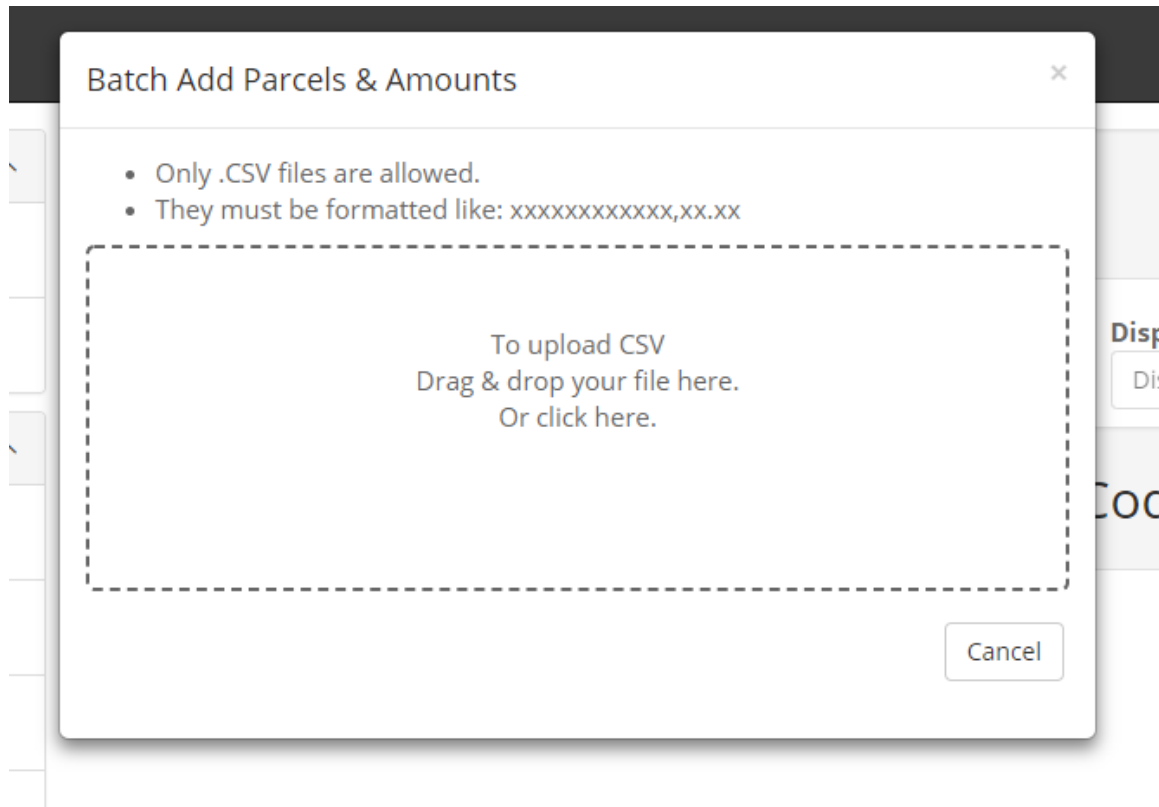 Batch Add Parcels & Amounts
×
Only .CSV files are allowed.
They must be formatted like: xxxxxxxxxxxx,xx.xx
To upload CSV
Drag & drop your file here.
Or click here.
Cancel